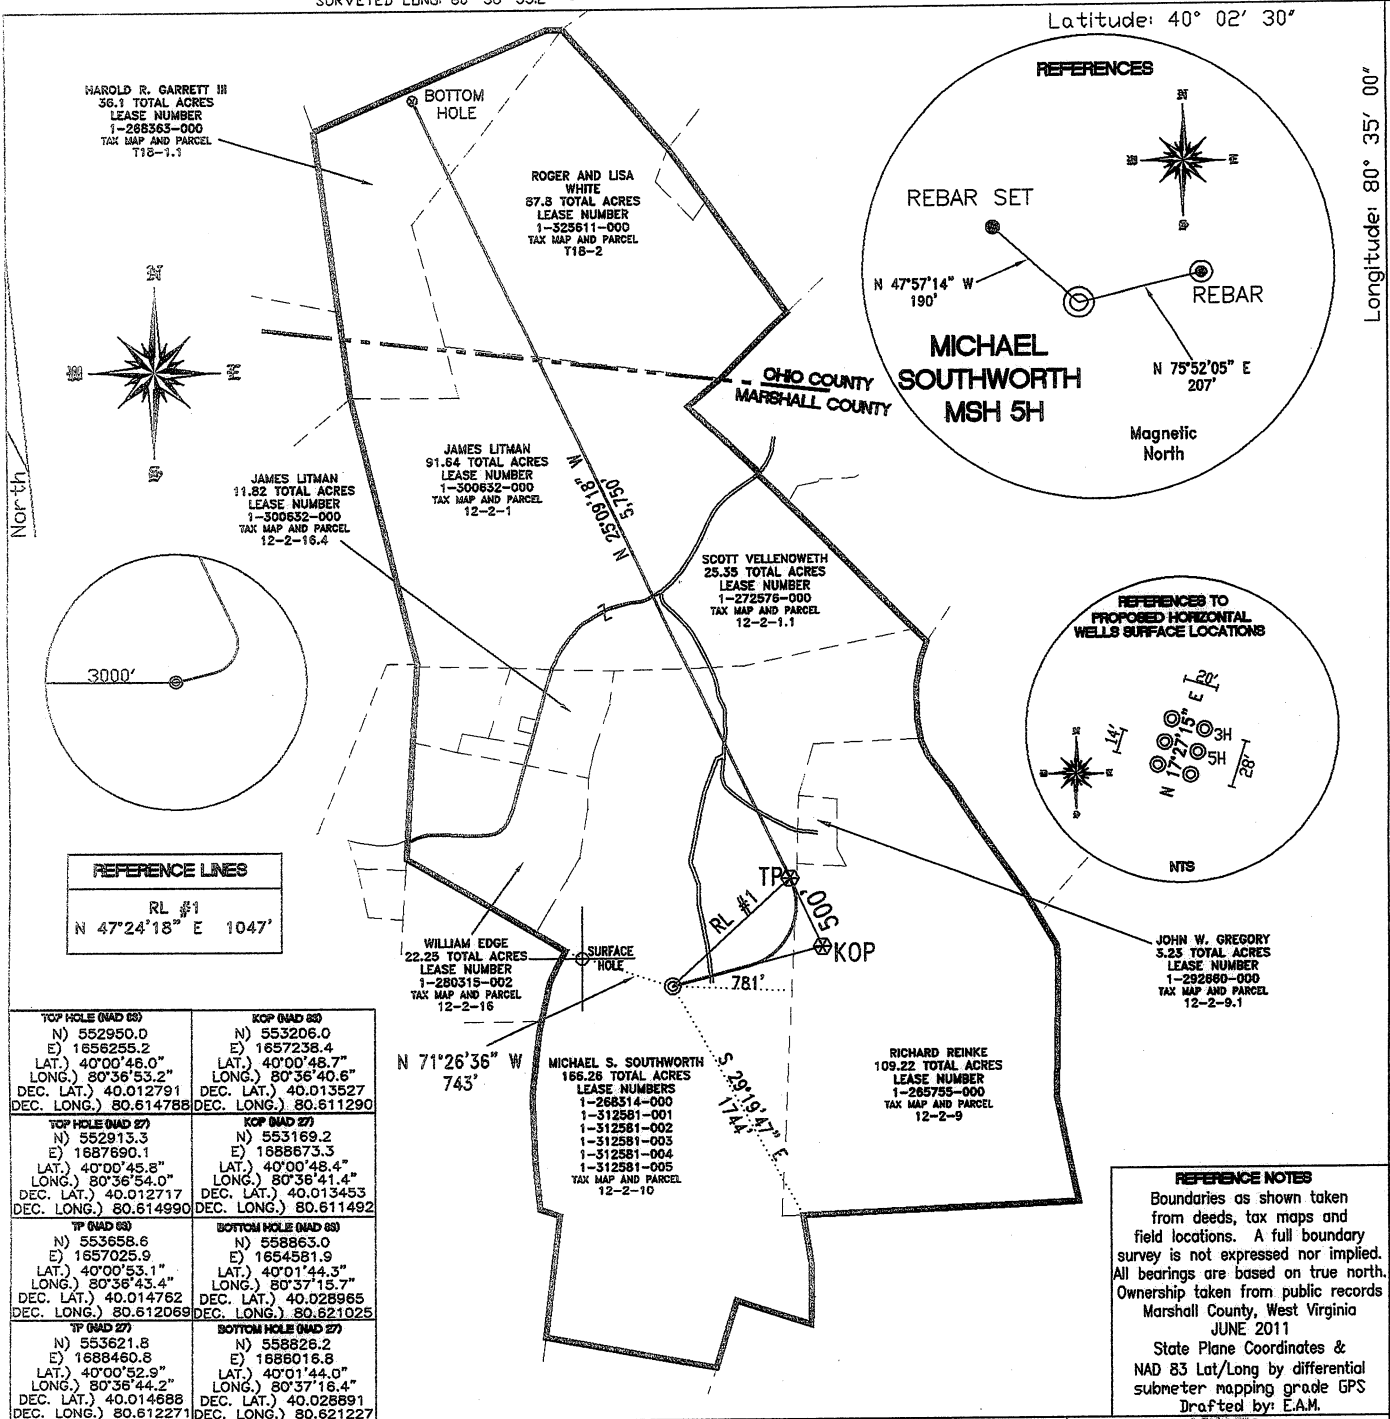 SURVEYED LONG: 80° 36' 53.2"
Latitude: 40° 02' 30"
Longitude: 80° 35' 00"
HAROLD R. GARRETT III
36.1 TOTAL ACRES
LEASE NUMBER
1-268363-000
TAX MAP AND PARCEL
T18-1.1
BOTTOM
HOLE
ROGER AND LISA
WHITE
87.8 TOTAL ACRES
LEASE NUMBER
1-325611-000
TAX MAP AND PARCEL
T18-2
REFERENCES
N
W
E
S
REBAR SET
N 47°57'14" W
190'
REBAR
N 75°52'05" E
207'
MICHAEL
SOUTHWORTH
MSH 5H
Magnetic
North
N
W
E
S
North
OHIO COUNTY
MARSHALL COUNTY
JAMES LITMAN
91.64 TOTAL ACRES
LEASE NUMBER
1-300632-000
TAX MAP AND PARCEL
12-2-1
JAMES LITMAN
11.82 TOTAL ACRES
LEASE NUMBER
1-300632-000
TAX MAP AND PARCEL
12-2-16.4
N 25°09'18" W
5,750'
SCOTT VELLENOWETH
25.35 TOTAL ACRES
LEASE NUMBER
1-272576-000
TAX MAP AND PARCEL
12-2-1.1
3000'
REFERENCES TO
PROPOSED HORIZONTAL
WELLS SURFACE LOCATIONS
20'
14'
N 17°27'15" E
3H
5H
28'
NTS
REFERENCE LINES
RL #1
N 47°24'18" E 1047'
TP
RL #1
500'
KOP
781'
SURFACE
HOLE
WILLIAM EDGE
22.25 TOTAL ACRES
LEASE NUMBER
1-280315-002
TAX MAP AND PARCEL
12-2-16
JOHN W. GREGORY
3.23 TOTAL ACRES
LEASE NUMBER
1-292660-000
TAX MAP AND PARCEL
12-2-9.1
N 71°26'36" W
743'
MICHAEL S. SOUTHWORTH
166.26 TOTAL ACRES
LEASE NUMBERS
1-268314-000
1-312581-001
1-312581-002
1-312581-003
1-312581-004
1-312581-005
TAX MAP AND PARCEL
12-2-10
S 29°19'47" E
1744'
RICHARD REINKE
109.22 TOTAL ACRES
LEASE NUMBER
1-265755-000
TAX MAP AND PARCEL
12-2-9
TOP HOLE (NAD 83)
N) 552950.0
E) 1656255.2
LAT.) 40°00'46.0"
LONG.) 80°36'53.2"
DEC. LAT.) 40.012791
DEC. LONG.) 80.614788
KOP (NAD 83)
N) 553206.0
E) 1657238.4
LAT.) 40°00'48.7"
LONG.) 80°36'40.6"
DEC. LAT.) 40.013527
DEC. LONG.) 80.611290
TOP HOLE (NAD 27)
N) 552913.3
E) 1687690.1
LAT.) 40°00'45.8"
LONG.) 80°36'54.0"
DEC. LAT.) 40.012717
DEC. LONG.) 80.614990
KOP (NAD 27)
N) 553169.2
E) 1688673.3
LAT.) 40°00'48.4"
LONG.) 80°36'41.4"
DEC. LAT.) 40.013453
DEC. LONG.) 80.611492
TP (NAD 83)
N) 553658.6
E) 1657025.9
LAT.) 40°00'53.1"
LONG.) 80°36'43.4"
DEC. LAT.) 40.014762
DEC. LONG.) 80.612069
BOTTOM HOLE (NAD 83)
N) 558863.0
E) 1654581.9
LAT.) 40°01'44.3"
LONG.) 80°37'15.7"
DEC. LAT.) 40.028965
DEC. LONG.) 80.621025
TP (NAD 27)
N) 553621.8
E) 1688460.8
LAT.) 40°00'52.9"
LONG.) 80°36'44.2"
DEC. LAT.) 40.014688
DEC. LONG.) 80.612271
BOTTOM HOLE (NAD 27)
N) 558826.2
E) 1686016.8
LAT.) 40°01'44.0"
LONG.) 80°37'16.4"
DEC. LAT.) 40.028891
DEC. LONG.) 80.621227
REFERENCE NOTES
Boundaries as shown taken
from deeds, tax maps and
field locations. A full boundary
survey is not expressed nor implied.
All bearings are based on true north.
Ownership taken from public records
Marshall County, West Virginia
JUNE 2011
State Plane Coordinates &
NAD 83 Lat/Long by differential
submeter mapping grade GPS
Drafted by: E.A.M.